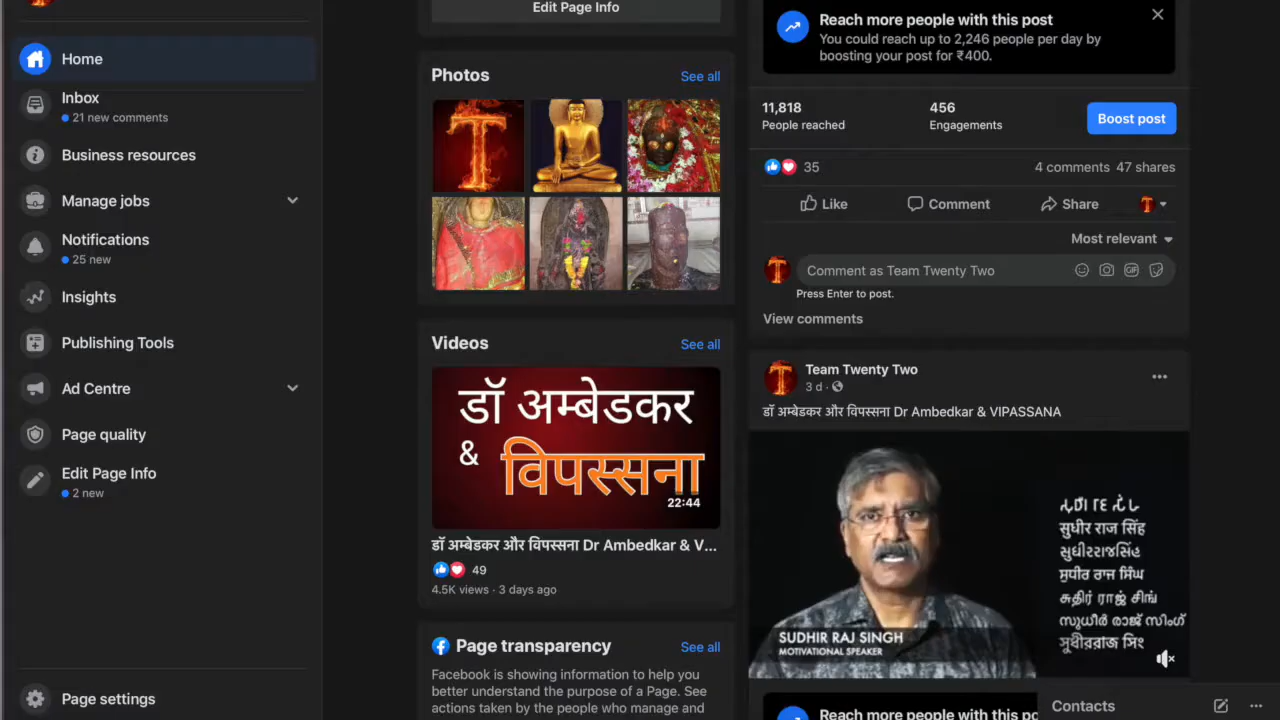 Home
Inbox
21 new comments
Business resources
Manage jobs
Notifications
25 new
Insights
Publishing Tools
Ad Centre
Page quality
Edit Page Info
2 new
Page settings
Edit Page Info
Photos
See all
T
Videos
See all
डॉ अम्बेडकर
&
विपस्सना
22:44
डॉ अम्बेडकर और विपस्सना Dr Ambedkar & V...
49
4.5K views · 3 days ago
Page transparency
See all
Facebook is showing information to help you
better understand the purpose of a Page. See
actions taken by the people who manage and
Reach more people with this post
You could reach up to 2,246 people per day by
boosting your post for ₹400.
11,818
People reached
456
Engagements
Boost post
35
4 comments 47 shares
Like
Comment
Share
Most relevant
Comment as Team Twenty Two
GIF
Press Enter to post.
View comments
Team Twenty Two
3 d ·
डॉ अम्बेडकर और विपस्सना Dr Ambedkar & VIPASSANA
सुधीर राज सिंह
SUDHIR RAJ SINGH
MOTIVATIONAL SPEAKER
Reach more people with this po
Contacts